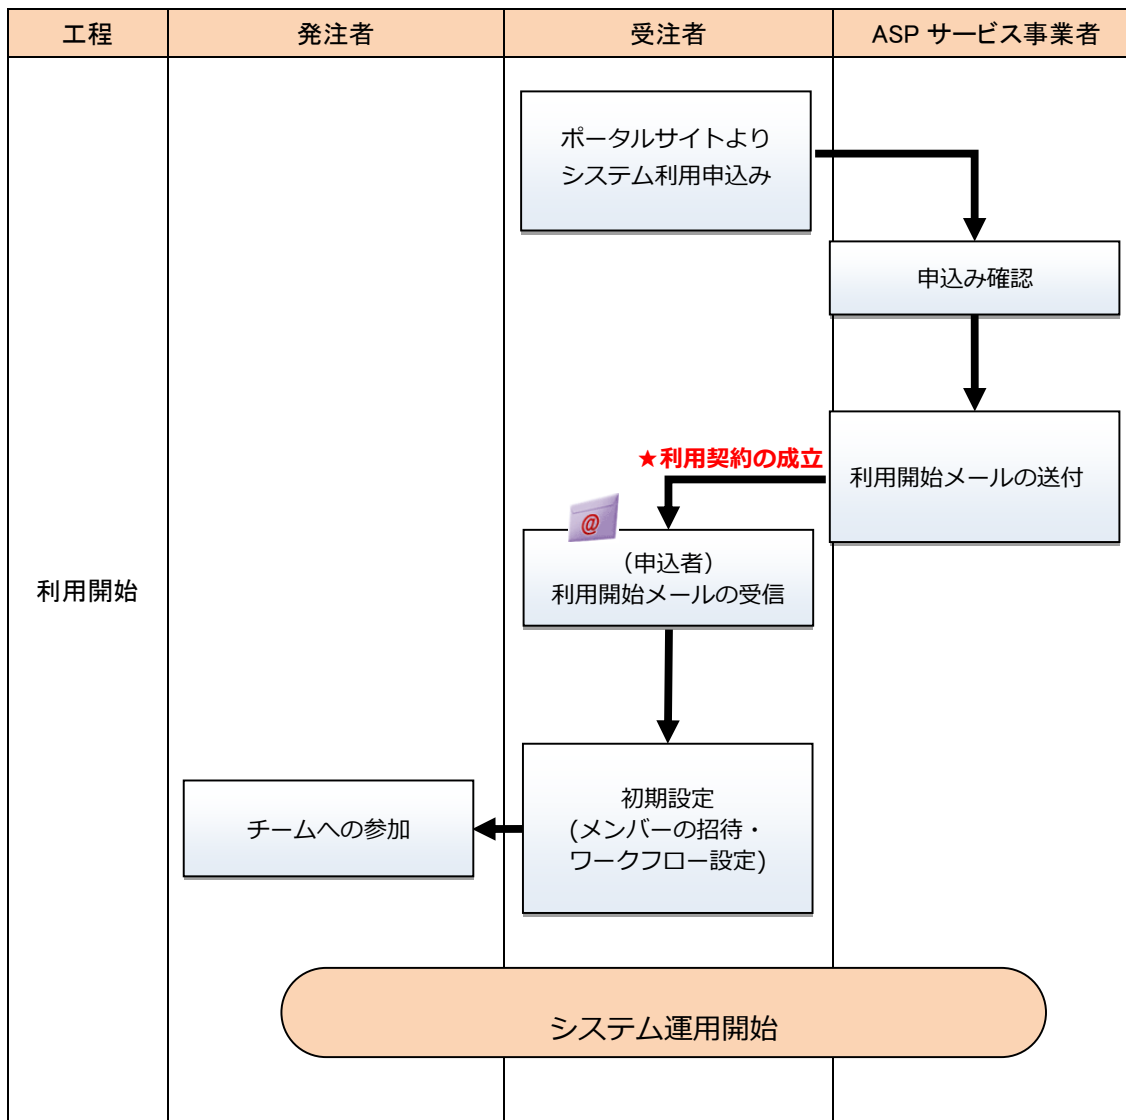 工程
発注者
受注者
ASP サービス事業者
ポータルサイトより
システム利用申込み
申込み確認
★利用契約の成立
利用開始メールの送付
@
（申込者）
利用開始メールの受信
利用開始
初期設定
(メンバーの招待・
ワークフロー設定)
チームへの参加
システム運用開始